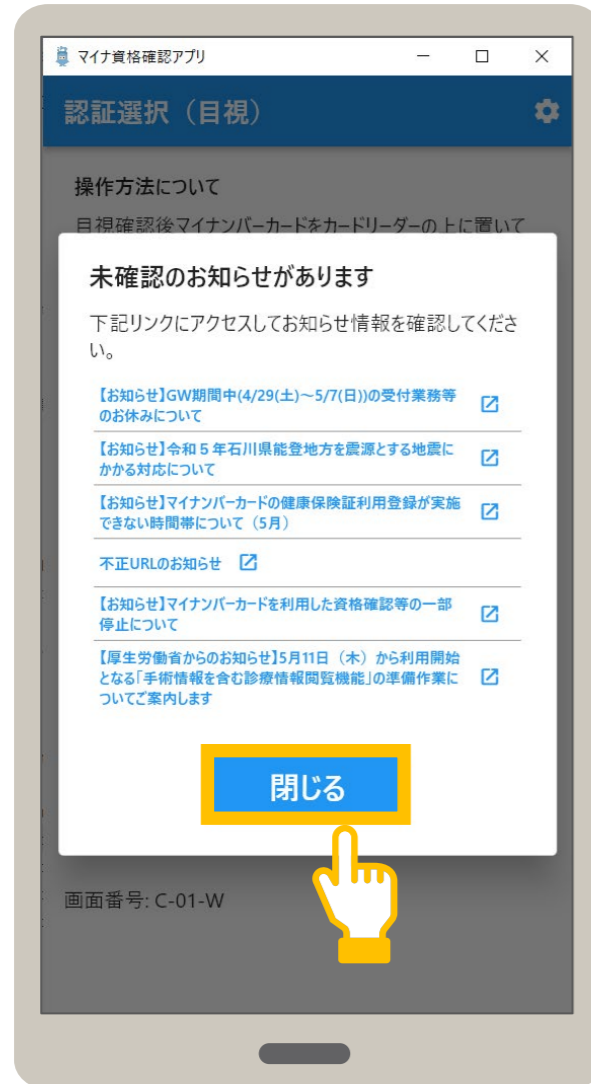 マイナ資格確認アプリ
認証選択（目視）
操作方法について
目視確認後マイナンバーカードをカードリーダーの上に置いて
未確認のお知らせがあります
下記リンクにアクセスしてお知らせ情報を確認してくださ
い。
【お知らせ】GW期間中(4/29(土)～5/7(日))の受付業務等
のお休みについて
【お知らせ】令和５年石川県能登地方を震源とする地震に
かかる対応について
【お知らせ】マイナンバーカードの健康保険証利用登録が実施
できない時間帯について（5月）
不正URLのお知らせ
【お知らせ】マイナンバーカードを利用した資格確認等の一部
停止について
【厚生労働省からのお知らせ】5月11日（木）から利用開始
となる「手術情報を含む診療情報閲覧機能」の準備作業に
ついてご案内します
閉じる
画面番号: C-01-W